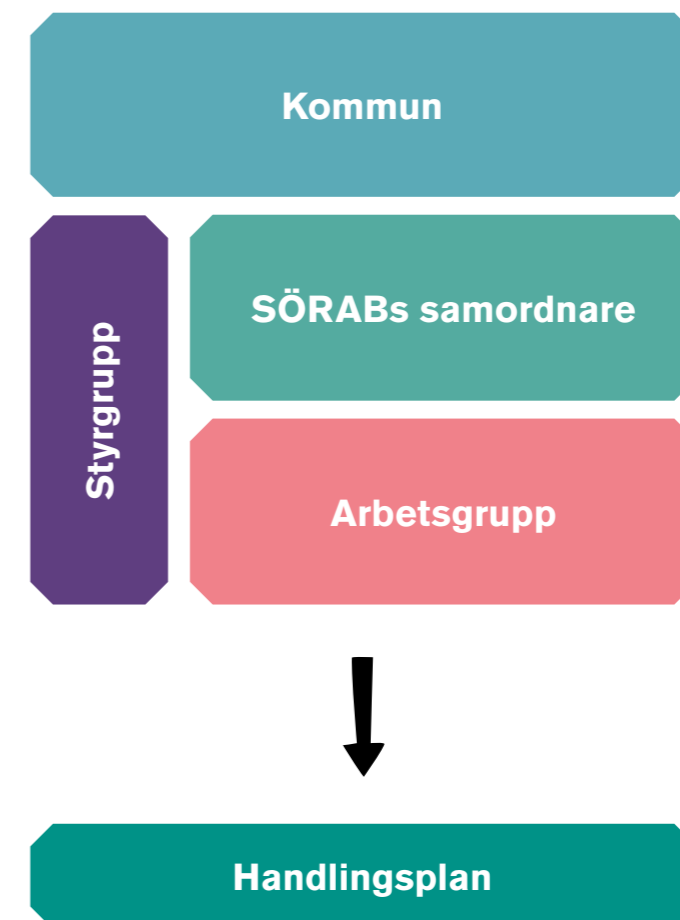 Kommun
Styrgrupp
SÖRABs samordnare
Arbetsgrupp
Handlingsplan